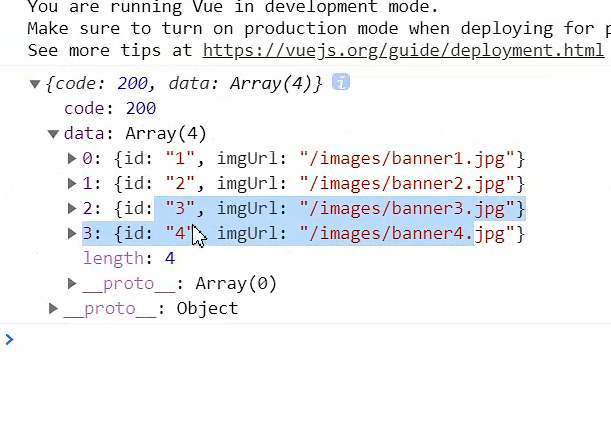 You are running Vue in development mode.
Make sure to turn on production mode when deploying for p
See more tips at https://vuejs.org/guide/deployment.html
▼{code: 200, data: Array(4)} i
code: 200
▼data: Array(4)
▶0: {id: "1", imgUrl: "/images/banner1.jpg"}
▶1: {id: "2", imgUrl: "/images/banner2.jpg"}
▶2: {id: "3", imgUrl: "/images/banner3.jpg"}
▶3: {id: "4", imgUrl: "/images/banner4.jpg"}
length: 4
▶__proto__: Array(0)
▶__proto__: Object
>